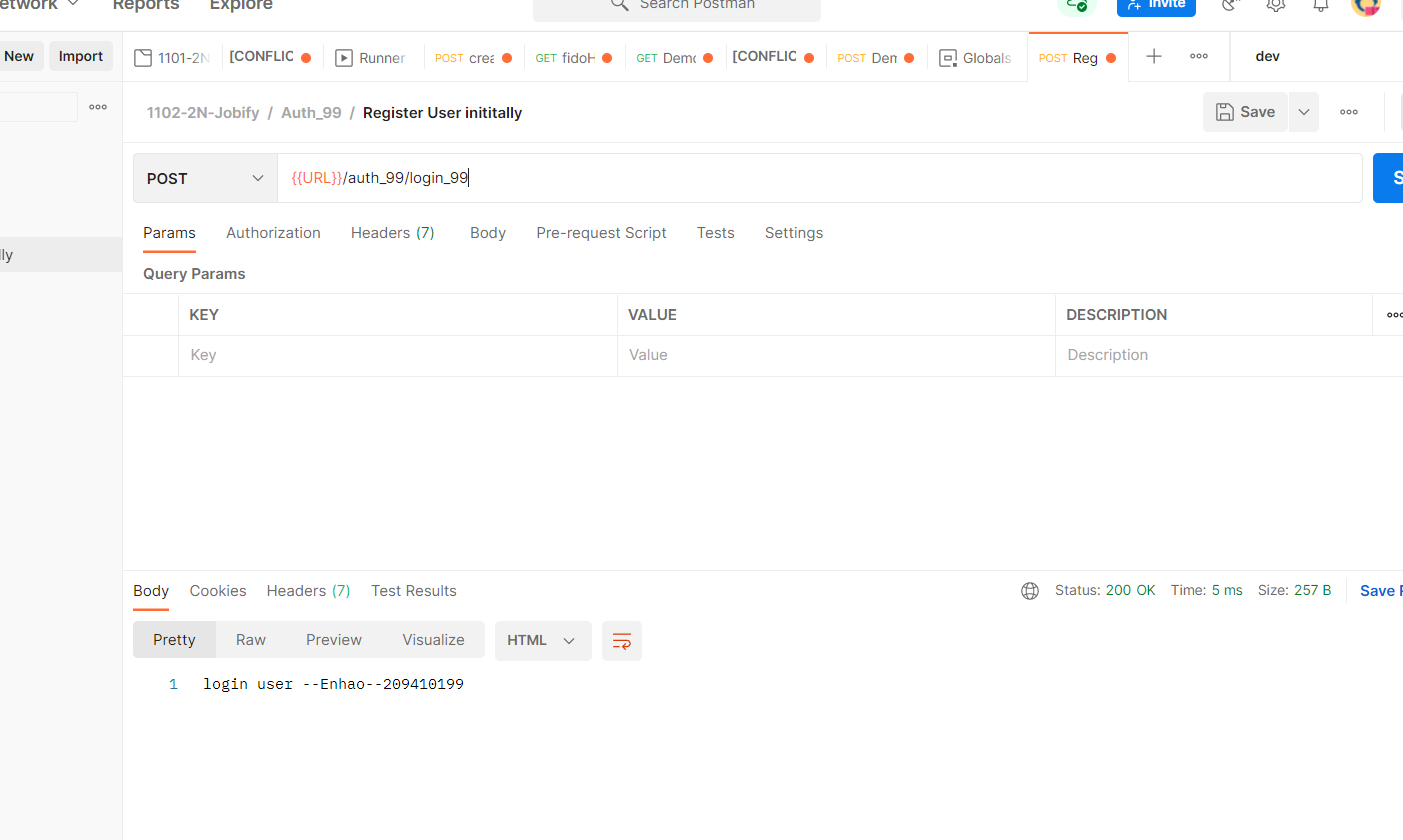 etwork Reports Explore Search Postman Invite
New Import 1101-2N [CONFLIC Runner POST crea GET fidoH GET Demo [CONFLIC POST Den Globals POST Reg dev
1102-2N-Jobify / Auth_99 / Register User inititally Save
POST {{URL}}/auth_99/login_99 S
Params Authorization Headers (7) Body Pre-request Script Tests Settings
lly
Query Params
KEY VALUE DESCRIPTION
Key Value Description
Body Cookies Headers (7) Test Results Status: 200 OK Time: 5 ms Size: 257 B Save R
Pretty Raw Preview Visualize HTML
1 login user --Enhao--209410199